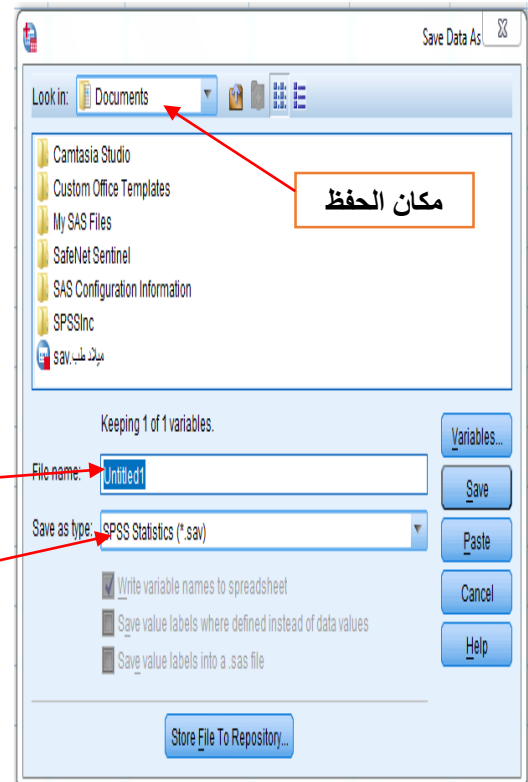 Save Data As
Look in: Documents
Camtasia Studio
Custom Office Templates
My SAS Files
SafeNet Sentinel
SAS Configuration Information
SPSSInc
ميلاد طب.sav
مكان الحفظ
Keeping 1 of 1 variables.
Variables...
File name: Untitled1
Save
Save as type: SPSS Statistics (*.sav)
Paste
Write variable names to spreadsheet
Cancel
Save value labels where defined instead of data values
Help
Save value labels into a .sas file
Store File To Repository...